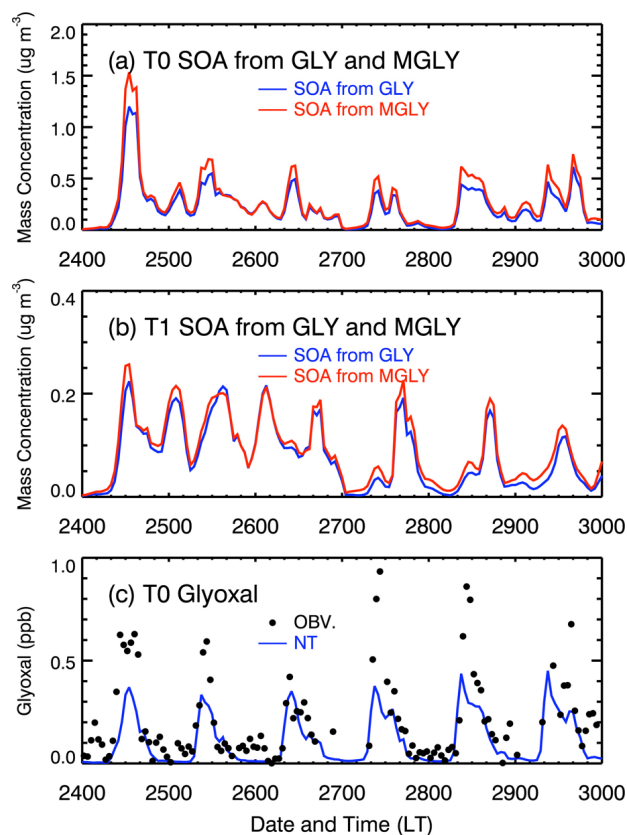 (a) T0 SOA from GLY and MGLY
SOA from GLY
SOA from MGLY
Mass Concentration (ug m-3)
2.0
1.5
1.0
0.5
0.0
2400 2500 2600 2700 2800 2900 3000
(b) T1 SOA from GLY and MGLY
SOA from GLY
SOA from MGLY
Mass Concentration (ug m-3)
0.4
0.2
0.0
2400 2500 2600 2700 2800 2900 3000
(c) T0 Glyoxal
OBV.
NT
Glyoxal (ppb)
1.0
0.5
0.0
2400 2500 2600 2700 2800 2900 3000
Date and Time (LT)